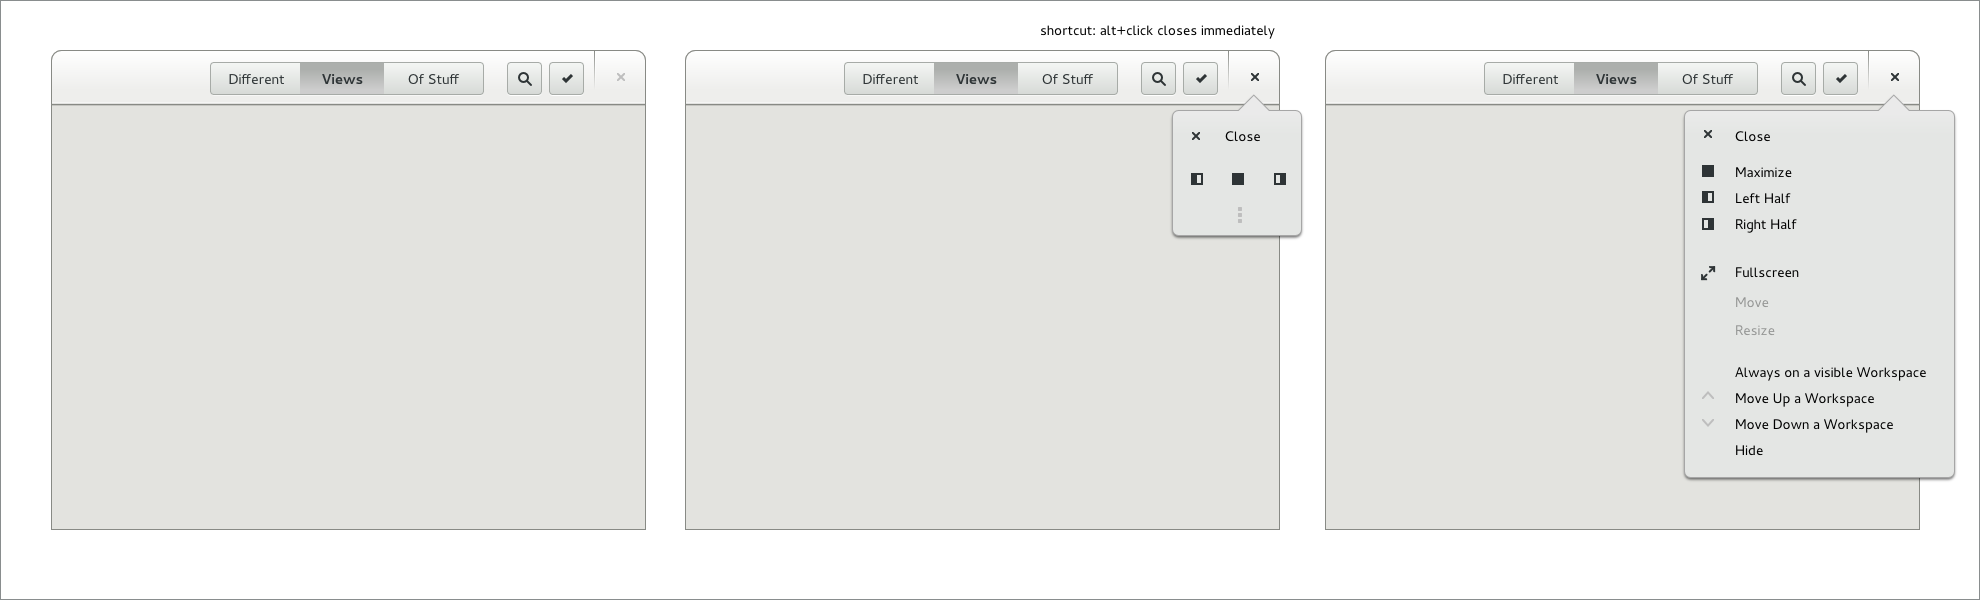 shortcut: alt+click closes immediately
Different Views Of Stuff
Different Views Of Stuff
Close
Different Views Of Stuff
Close
Maximize
Left Half
Right Half
Fullscreen
Move
Resize
Always on a visible Workspace
Move Up a Workspace
Move Down a Workspace
Hide